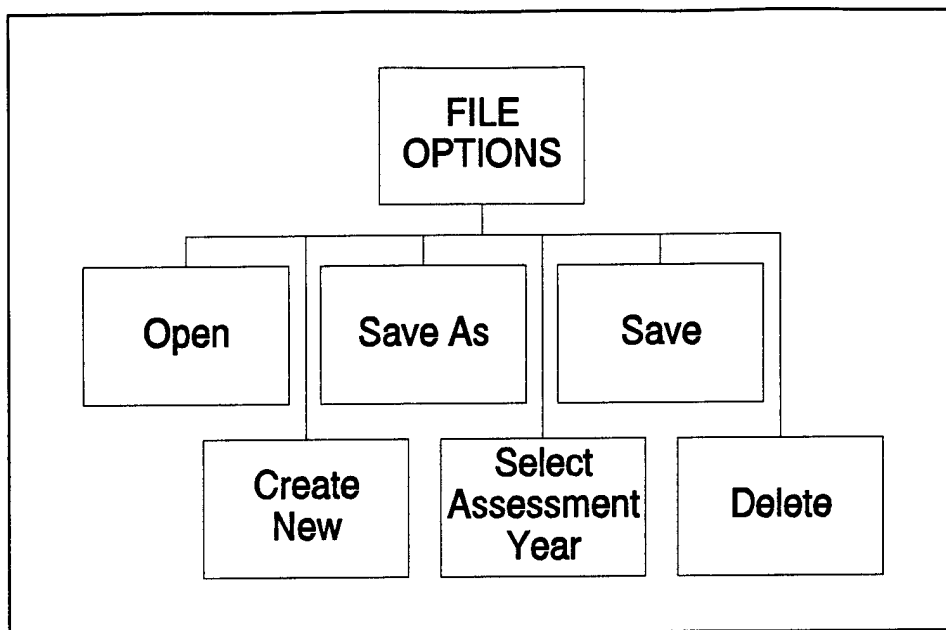 FILE
OPTIONS
Open
Save As
Save
Create
New
Select
Assessment
Year
Delete